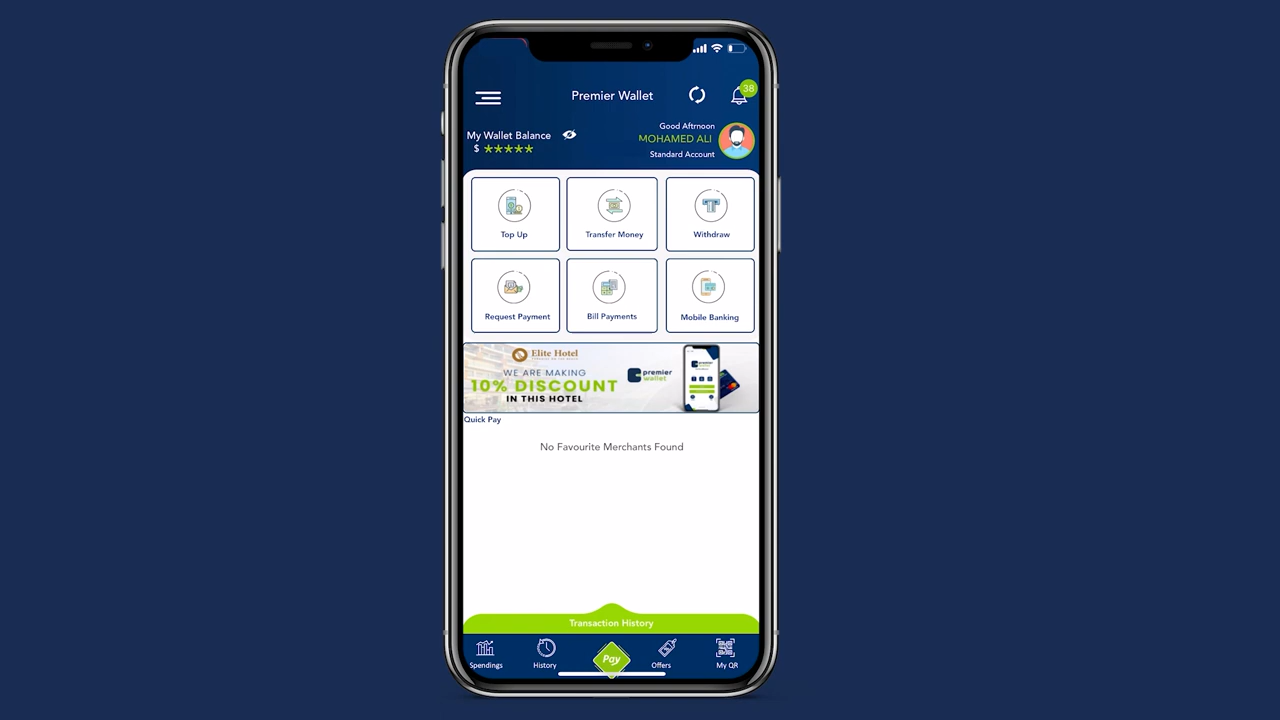 Premier Wallet
38
My Wallet Balance
$ *****
Good Aftrnoon
MOHAMED ALI
Standard Account
Top Up
Transfer Money
Withdraw
Request Payment
Bill Payments
Mobile Banking
Elite Hotel
WE ARE MAKING
10% DISCOUNT
IN THIS HOTEL
premier
wallet
Quick Pay
No Favourite Merchants Found
Transaction History
Spendings
History
Pay
Offers
My QR